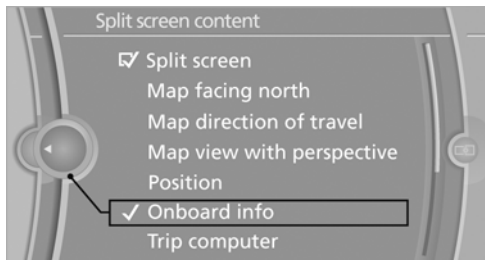 Split screen content
Split screen
Map facing north
Map direction of travel
Map view with perspective
Position
Onboard info
Trip computer